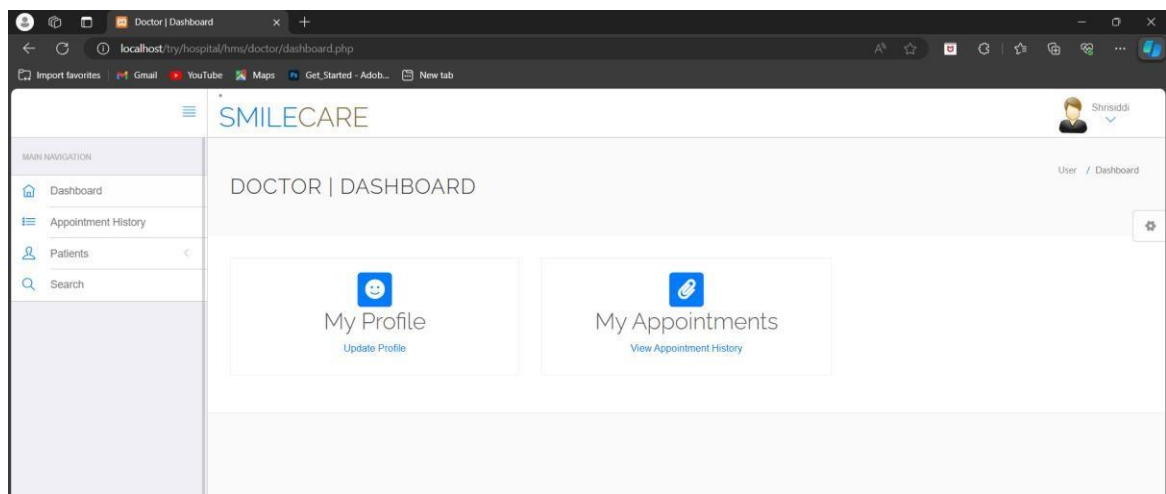 Doctor | Dashboard
localhost/try/hospital/hms/doctor/dashboard.php
Import favorites Gmail YouTube Maps Get_Started - Adob... New tab
SMILECARE
Shrisiddi
MAIN NAVIGATION
User / Dashboard
DOCTOR | DASHBOARD
Dashboard
Appointment History
Patients
Search
My Profile
Update Profile
My Appointments
View Appointment History